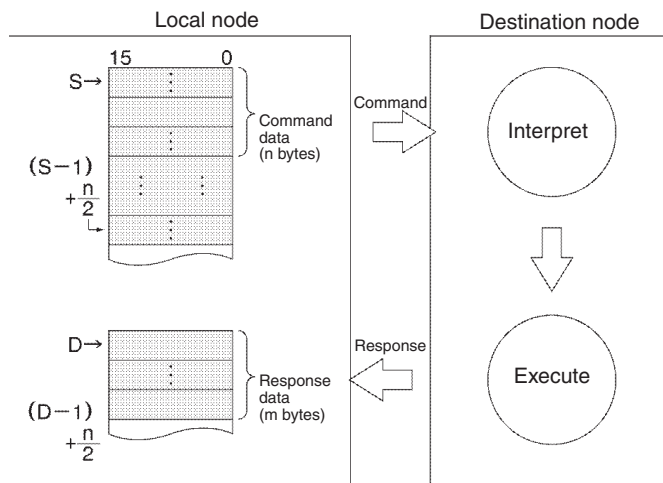 Local node
Destination node
15 0
S→
Command
data
(n bytes)
(S−1)
+n/2
Command
Interpret
D→
Response
data
(m bytes)
(D−1)
+n/2
Response
Execute